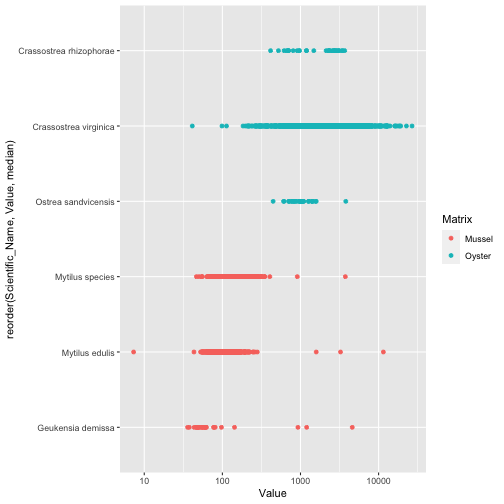 reorder(Scientific_Name, Value, median)
Crassostrea rhizophorae
Crassostrea virginica
Ostrea sandvicensis
Mytilus species
Mytilus edulis
Geukensia demissa
10 100 1000 10000
Value
Matrix
Mussel
Oyster